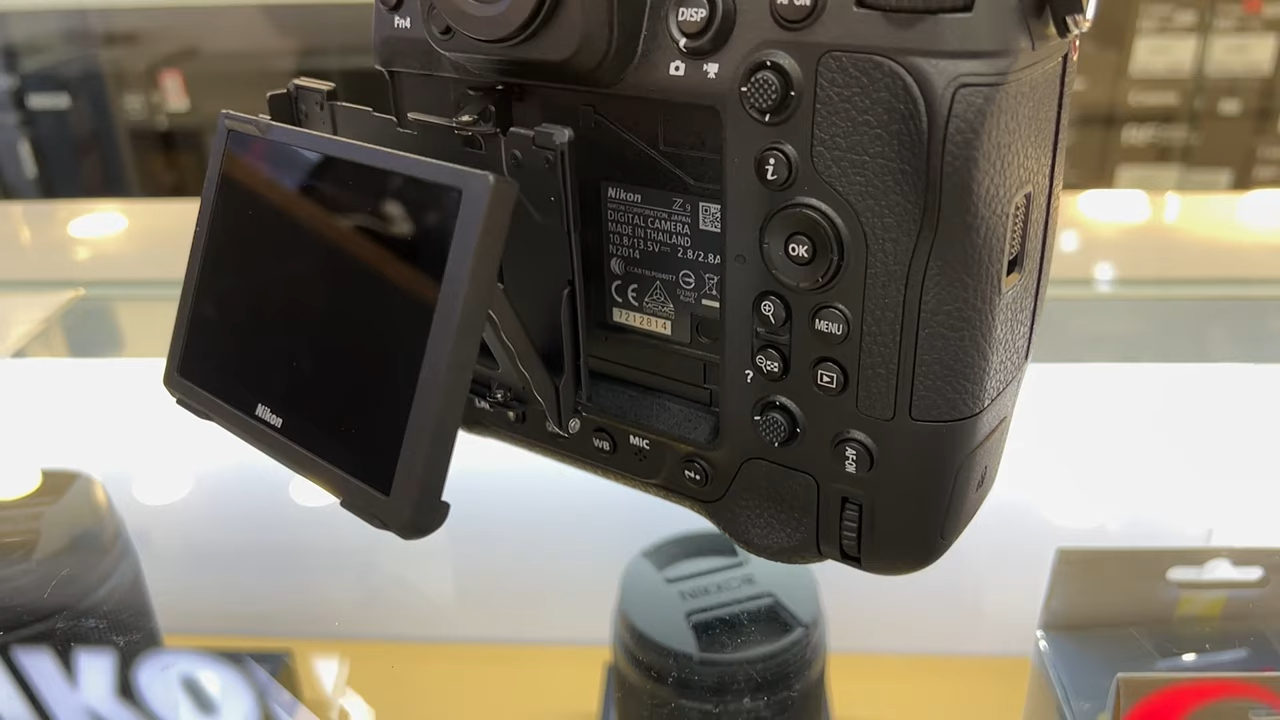 Fn4
DISP
AF-ON
i
Nikon Z 9
NIKON CORPORATION, JAPAN
DIGITAL CAMERA
MADE IN THAILAND
10.8/13.5V⎓ 2.8/2.8A
N2014
CE
MCMC
7212814
OK
MENU
?
Nikon
WB
MIC
i
AF-ON
NIKKOR